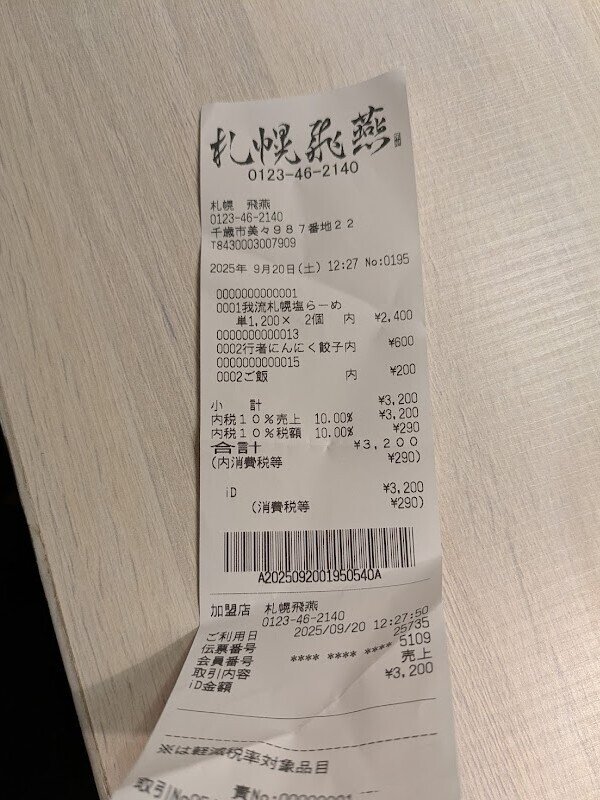 札幌飛燕
0123-46-2140
札幌 飛燕
0123-46-2140
千歳市美々987番地22
T8430003007909
2025年 9月20日(土) 12:27 No:0195
0000000000001
0001我流札幌塩らーめ
単1,200× 2個 内 ¥2,400
0000000000013
0002行者にんにく餃子内 ¥600
0000000000015
0002ご飯 内 ¥200
小 計 ¥3,200
内税10%売上 10.00% ¥3,200
内税10%税額 10.00% ¥290
合計 ¥3,200
(内消費税等 ¥290)
iD ¥3,200
(消費税等 ¥290)
A2025092001950540A
加盟店 札幌飛燕
0123-46-2140
ご利用日 2025/09/20 12:27:50
伝票番号 25735
会員番号 **** **** **** 5109
取引内容 売上
iD金額 ¥3,200
※は軽減税率対象品目
責No:00000001